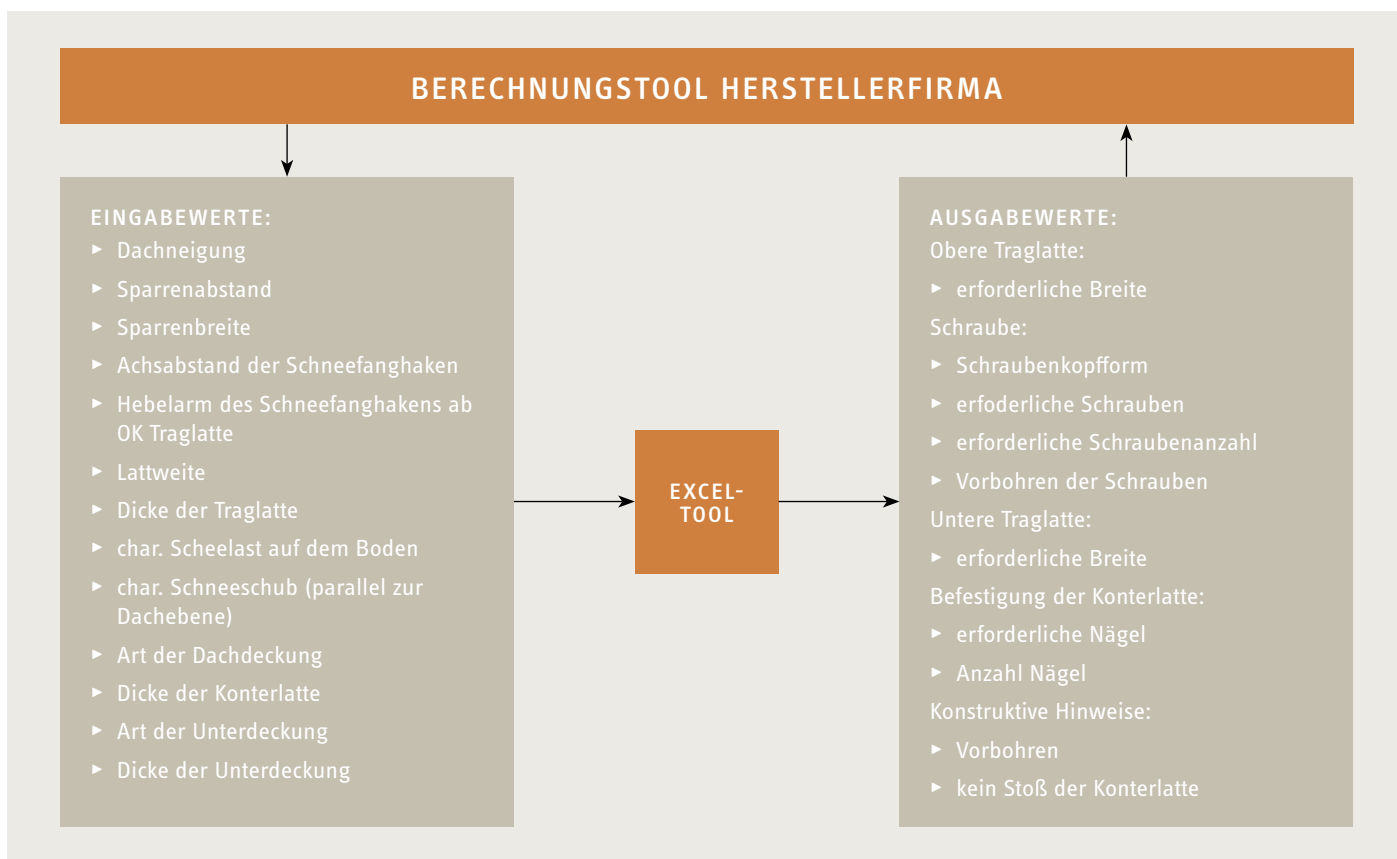 BERECHNUNGSTOOL HERSTELLERFIRMA
EINGABEWERTE:
▸ Dachneigung
▸ Sparrenabstand
▸ Sparrenbreite
▸ Achsabstand der Schneefanghaken
▸ Hebelarm des Schneefanghakens ab
OK Traglatte
▸ Lattweite
▸ Dicke der Traglatte
▸ char. Scheelast auf dem Boden
▸ char. Schneeschub (parallel zur
Dachebene)
▸ Art der Dachdeckung
▸ Dicke der Konterlatte
▸ Art der Unterdeckung
▸ Dicke der Unterdeckung
EXCEL-
TOOL
AUSGABEWERTE:
Obere Traglatte:
▸ erforderliche Breite
Schraube:
▸ Schraubenkopfform
▸ erfoderliche Schrauben
▸ erforderliche Schraubenanzahl
▸ Vorbohren der Schrauben
Untere Traglatte:
▸ erforderliche Breite
Befestigung der Konterlatte:
▸ erforderliche Nägel
▸ Anzahl Nägel
Konstruktive Hinweise:
▸ Vorbohren
▸ kein Stoß der Konterlatte